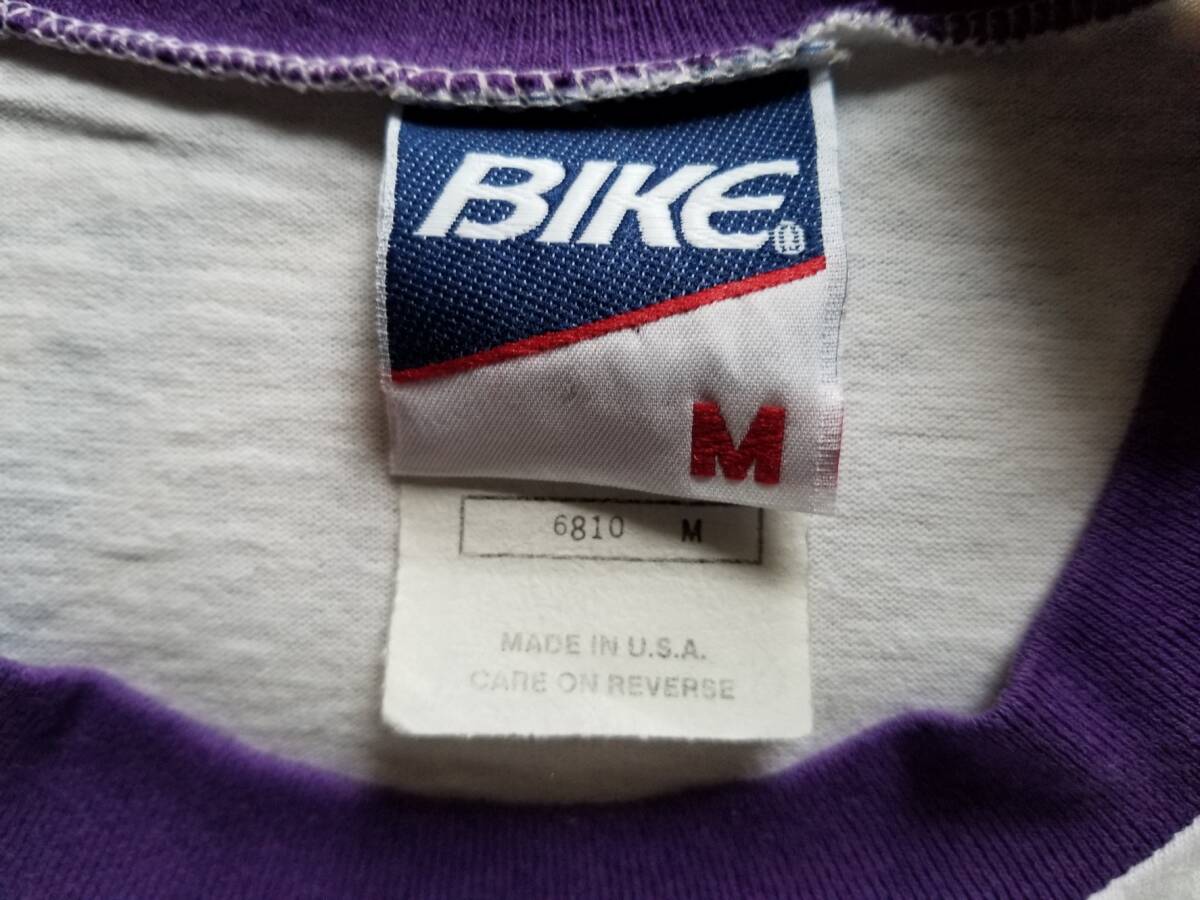 BIKE®
M
6810 M
MADE IN U.S.A.
CARE ON REVERSE